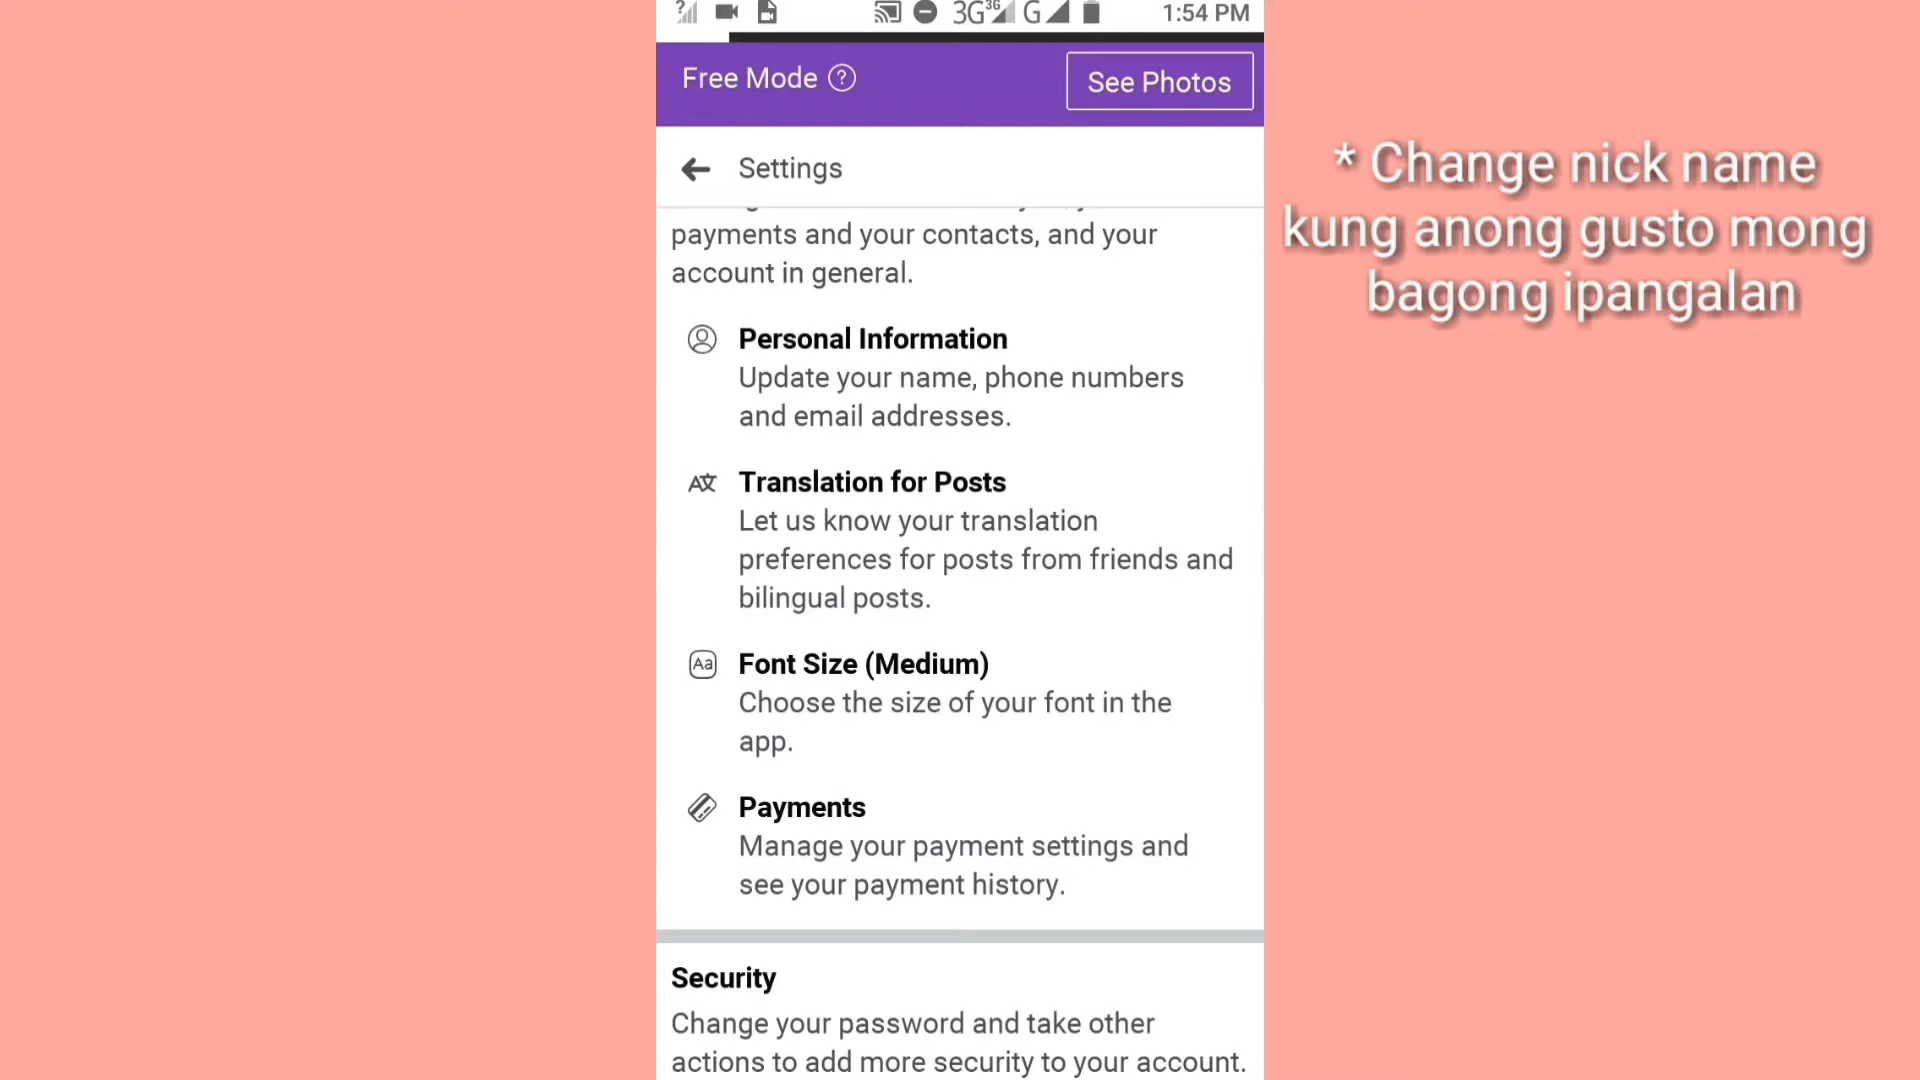 1:54 PM
3G 3G G
Free Mode
See Photos
Settings
payments and your contacts, and your
account in general.
Personal Information
Update your name, phone numbers
and email addresses.
Translation for Posts
Let us know your translation
preferences for posts from friends and
bilingual posts.
Aa
Font Size (Medium)
Choose the size of your font in the
app.
Payments
Manage your payment settings and
see your payment history.
Security
Change your password and take other
actions to add more security to your account.
* Change nick name
kung anong gusto mong
bagong ipangalan